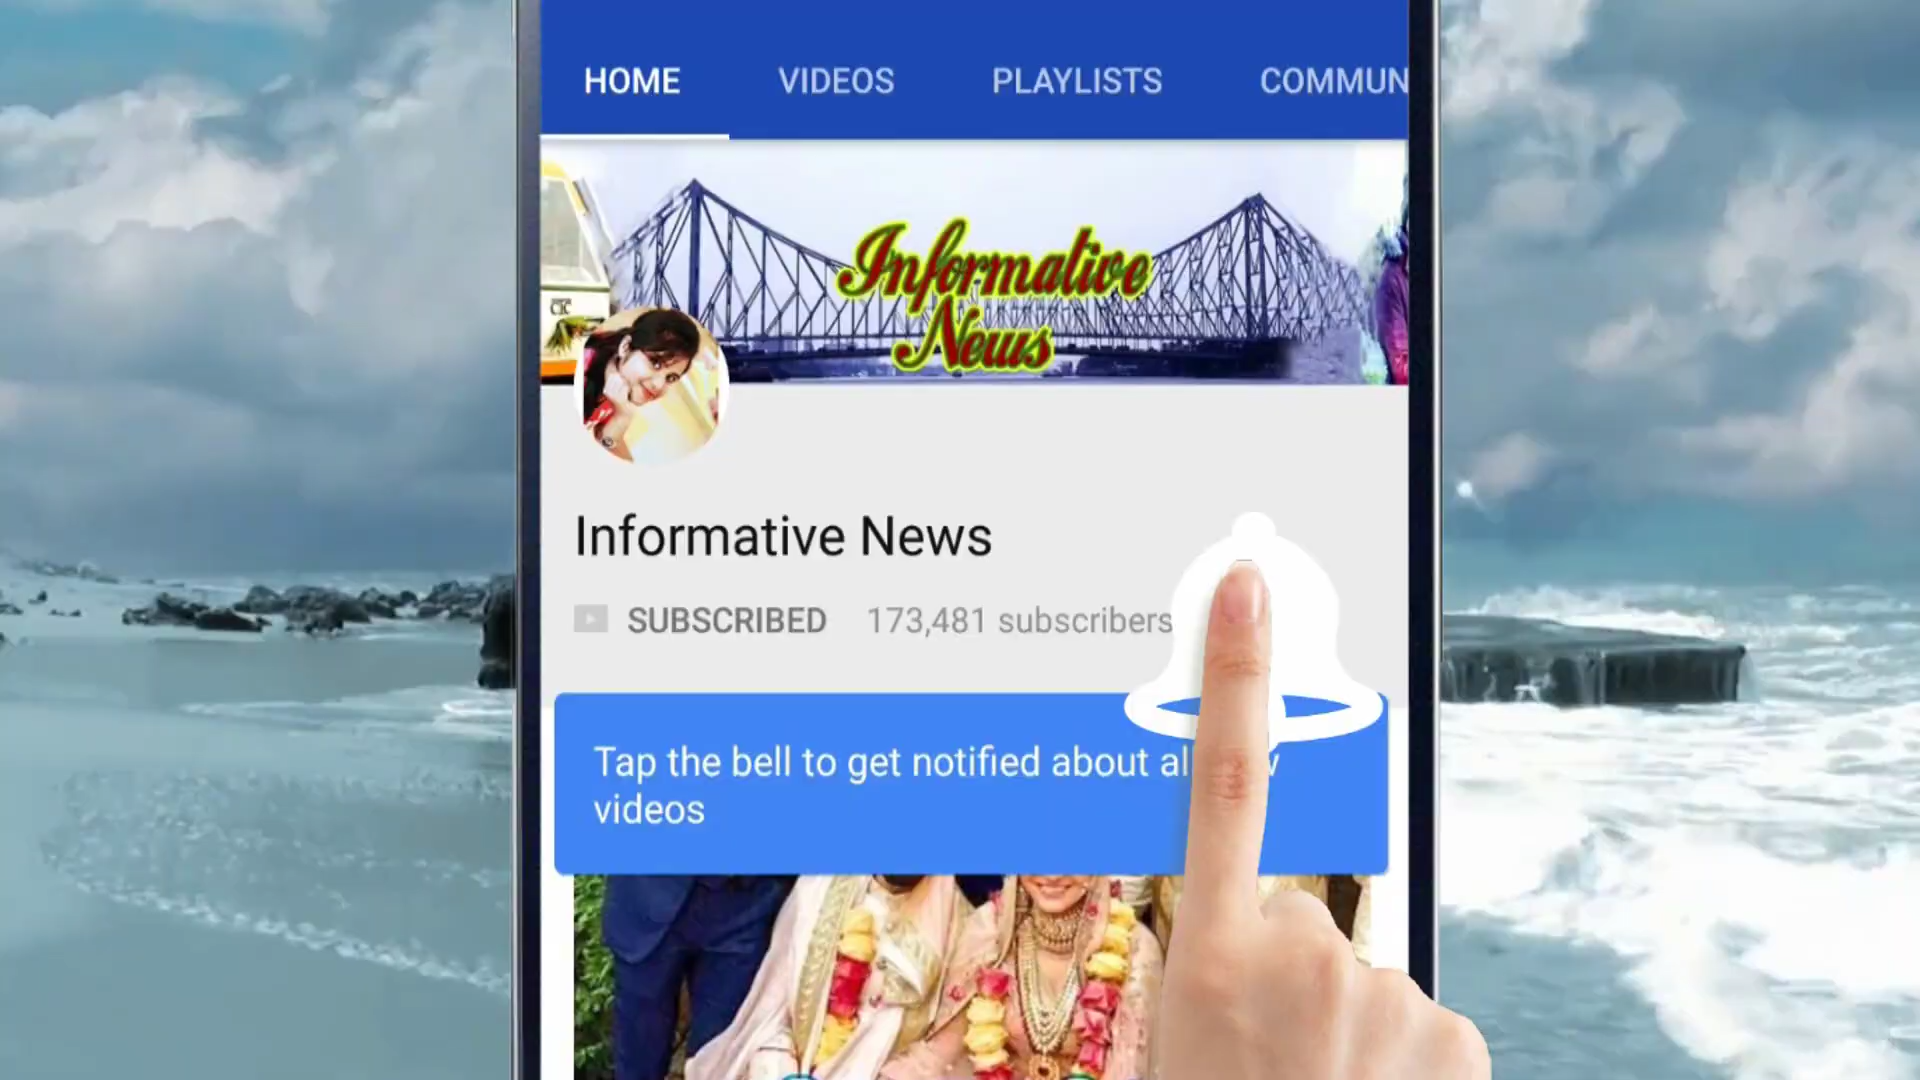 HOME VIDEOS PLAYLISTS COMMUN
Informative
News
Informative News
SUBSCRIBED 173,481 subscribers
Tap the bell to get notified about al
videos